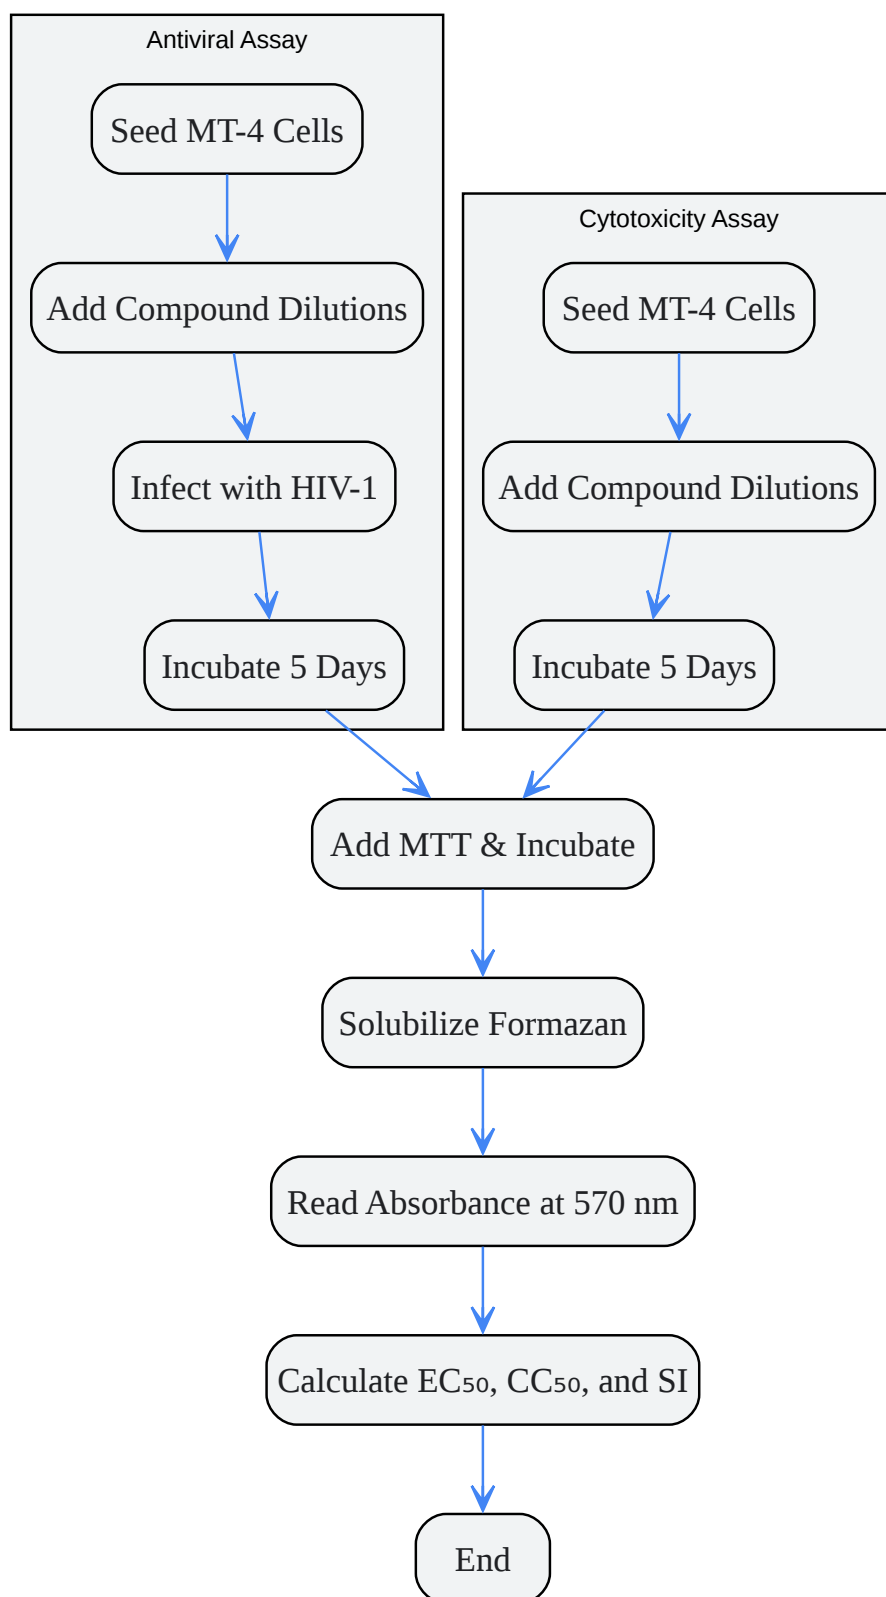 Antiviral Assay
Seed MT-4 Cells
Add Compound Dilutions
Infect with HIV-1
Incubate 5 Days
Cytotoxicity Assay
Seed MT-4 Cells
Add Compound Dilutions
Incubate 5 Days
Add MTT & Incubate
Solubilize Formazan
Read Absorbance at 570 nm
Calculate EC₅₀, CC₅₀, and SI
End